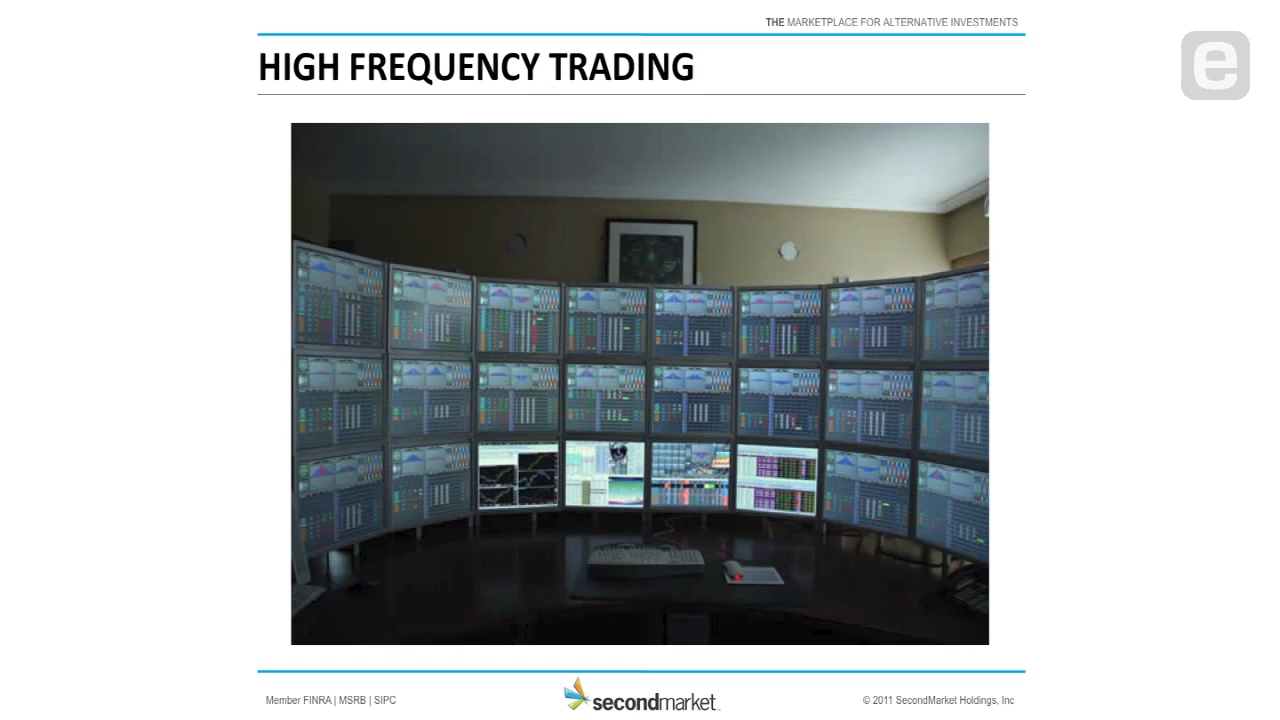 THE MARKETPLACE FOR ALTERNATIVE INVESTMENTS
e
HIGH FREQUENCY TRADING
Member FINRA | MSRB | SIPC
secondmarket
© 2011 SecondMarket Holdings, Inc